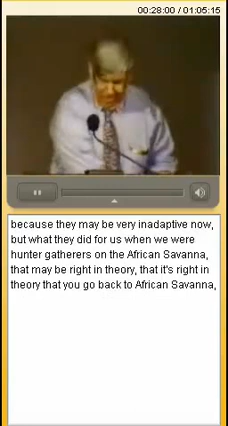 00:28:00 / 01:05:15
because they may be very inadaptive now,
but what they did for us when we were
hunter gatherers on the African Savanna,
that may be right in theory, that it's right in
theory that you go back to African Savanna,